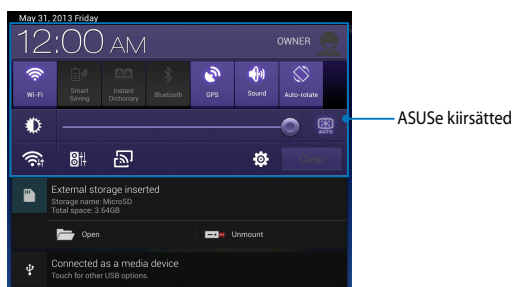 May 31, 2013 Friday
12:00 AM
OWNER
Wi-Fi
Smart Saving
Instant Dictionary
Bluetooth
GPS
Sound
Auto-rotate
AUTO
ASUSe kiirsätted
Clear
External storage inserted
Storage name: MicroSD
Total space: 3.64GB
Open
Unmount
Connected as a media device
Touch for other USB options.